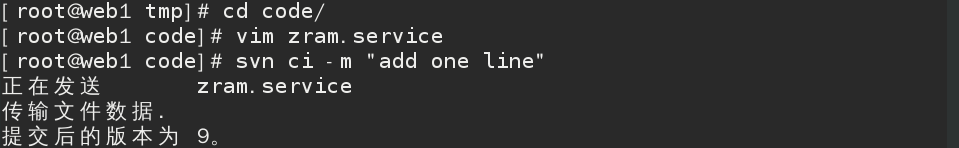 [root@web1 tmp]# cd code/
[root@web1 code]# vim zram.service
[root@web1 code]# svn ci -m "add one line"
正在发送       zram.service
传输文件数据.
提交后的版本为 9。